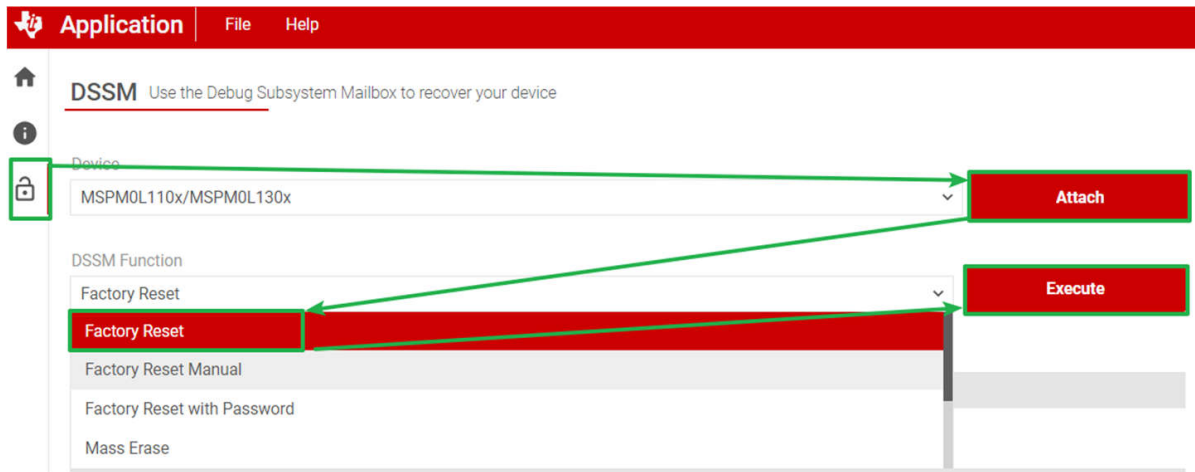 Application File Help
DSSM Use the Debug Subsystem Mailbox to recover your device
Device
MSPM0L110x/MSPM0L130x
Attach
DSSM Function
Factory Reset
Execute
Factory Reset
Factory Reset Manual
Factory Reset with Password
Mass Erase